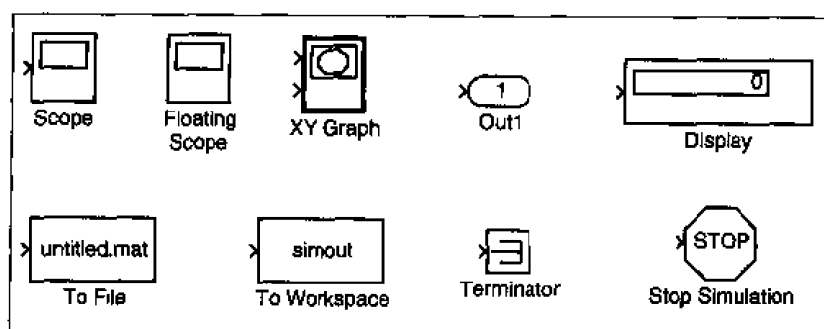 Scope
Floating
Scope
XY Graph
1
Out1
0
Display
untitled.mat
To File
simout
To Workspace
Terminator
STOP
Stop Simulation